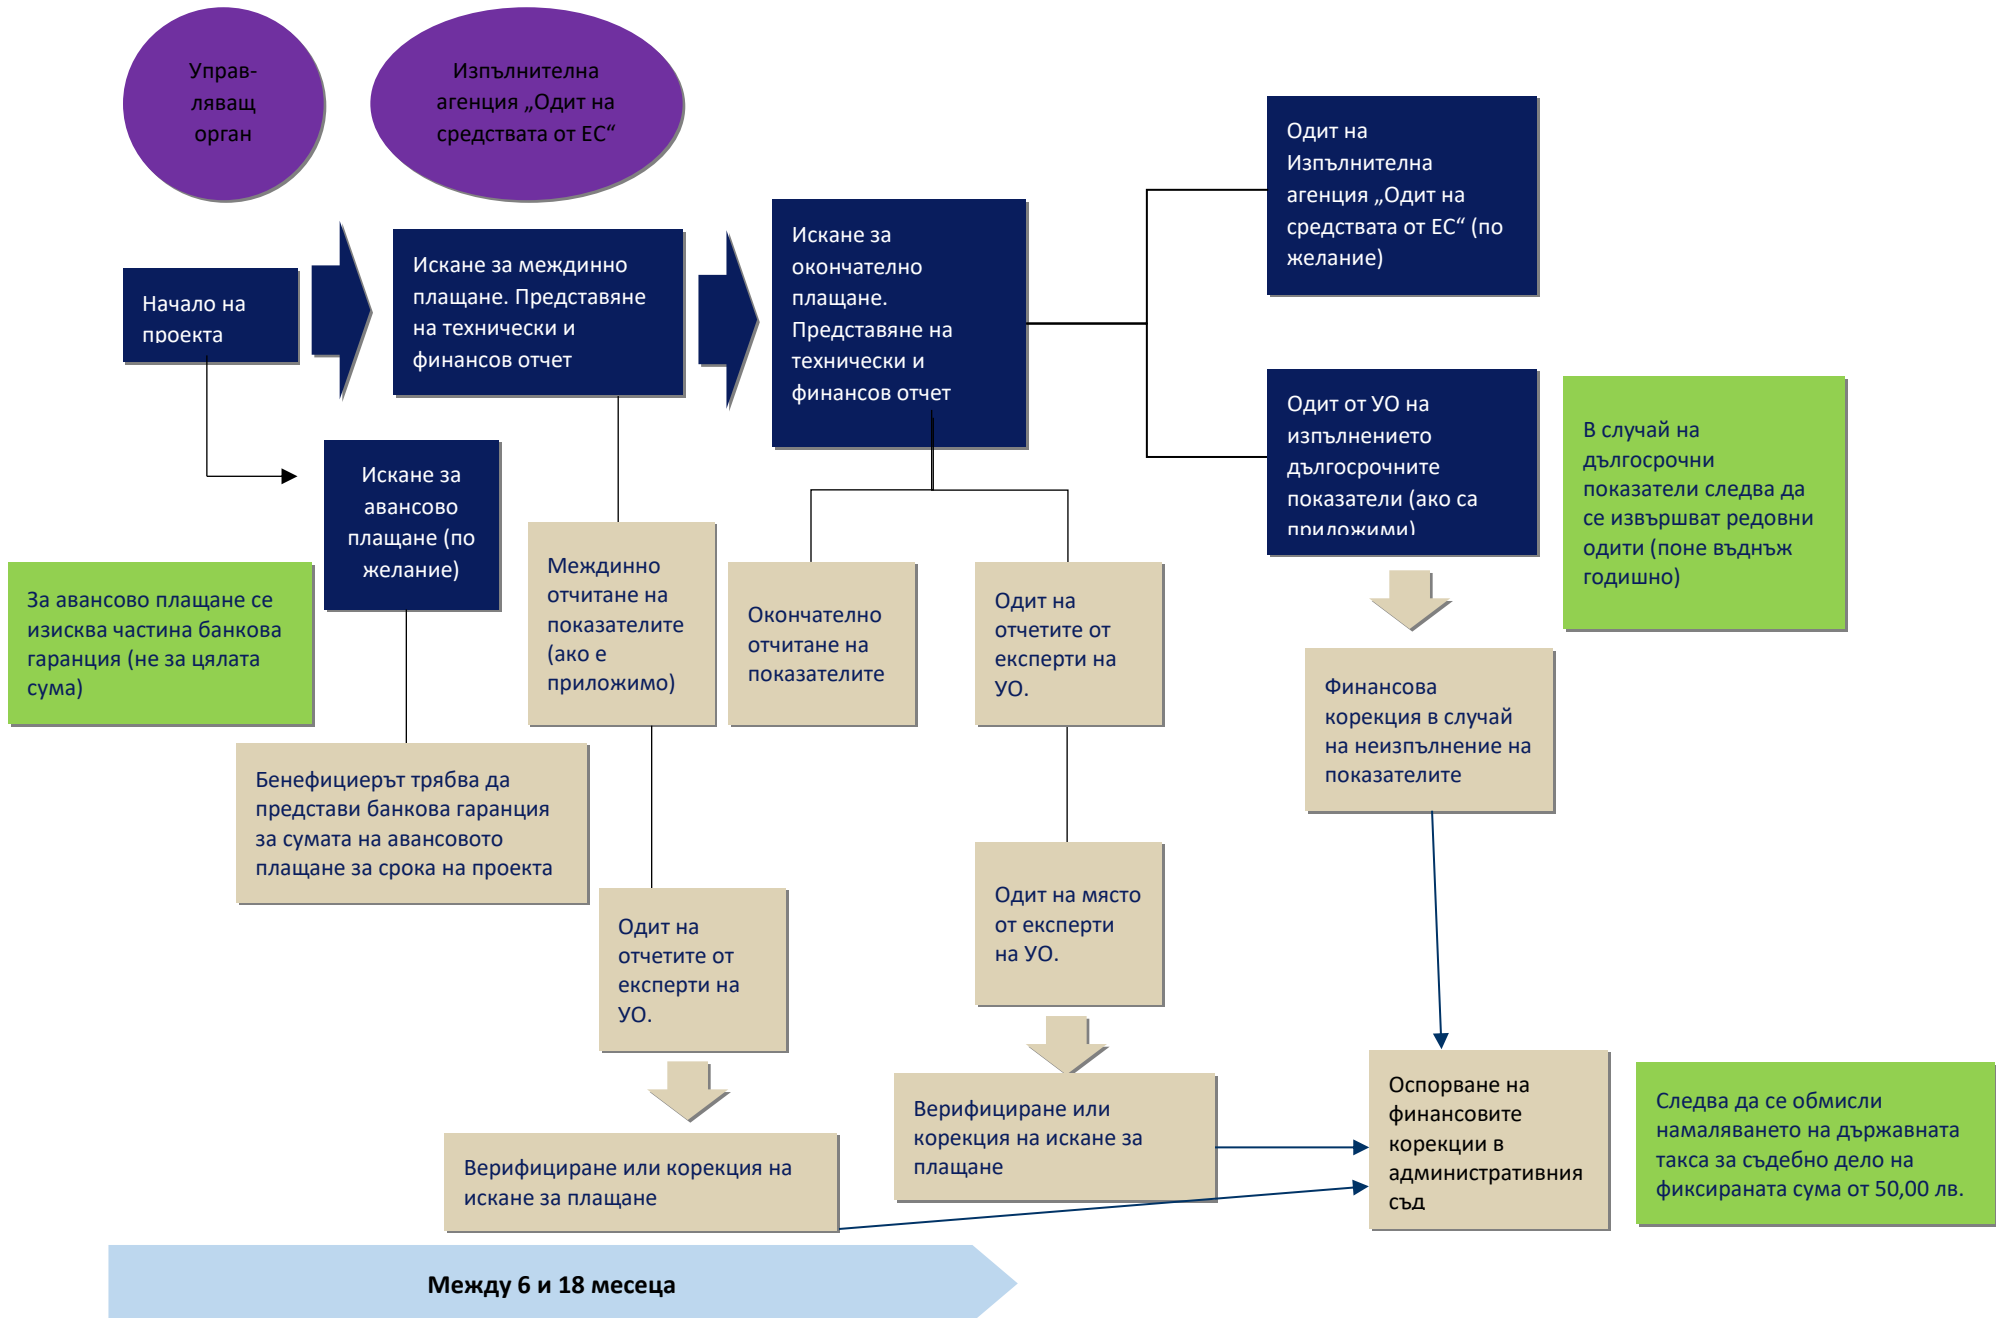 Управ-
ляващ
орган
Изпълнителна
агенция „Одит на
средствата от ЕС“
Начало на
проекта
Искане за междинно
плащане. Представяне
на технически и
финансов отчет
Искане за
окончателно
плащане.
Представяне на
технически и
финансов отчет
Одит на
Изпълнителна
агенция „Одит на
средствата от ЕС“ (по
желание)
Одит от УО на
изпълнението
дългосрочните
показатели (ако са
приложими)
В случай на
дългосрочни
показатели следва да
се извършват редовни
одити (поне въднъж
годишно)
Искане за
авансово
плащане (по
желание)
За авансово плащане се
изисква частина банкова
гаранция (не за цялата
сума)
Междинно
отчитане на
показателите
(ако е
приложимо)
Окончателно
отчитане на
показателите
Одит на
отчетите от
експерти на
УО.
Финансова
корекция в случай
на неизпълнение на
показателите
Бенефициерът трябва да
представи банкова гаранция
за сумата на авансовото
плащане за срока на проекта
Одит на
отчетите от
експерти на
УО.
Одит на място
от експерти
на УО.
Верифициране или корекция на
искане за плащане
Верифициране или
корекция на искане за
плащане
Оспорване на
финансовите
корекции в
административния
съд
Следва да се обмисли
намаляването на държавната
такса за съдебно дело на
фиксираната сума от 50,00 лв.
Между 6 и 18 месеца